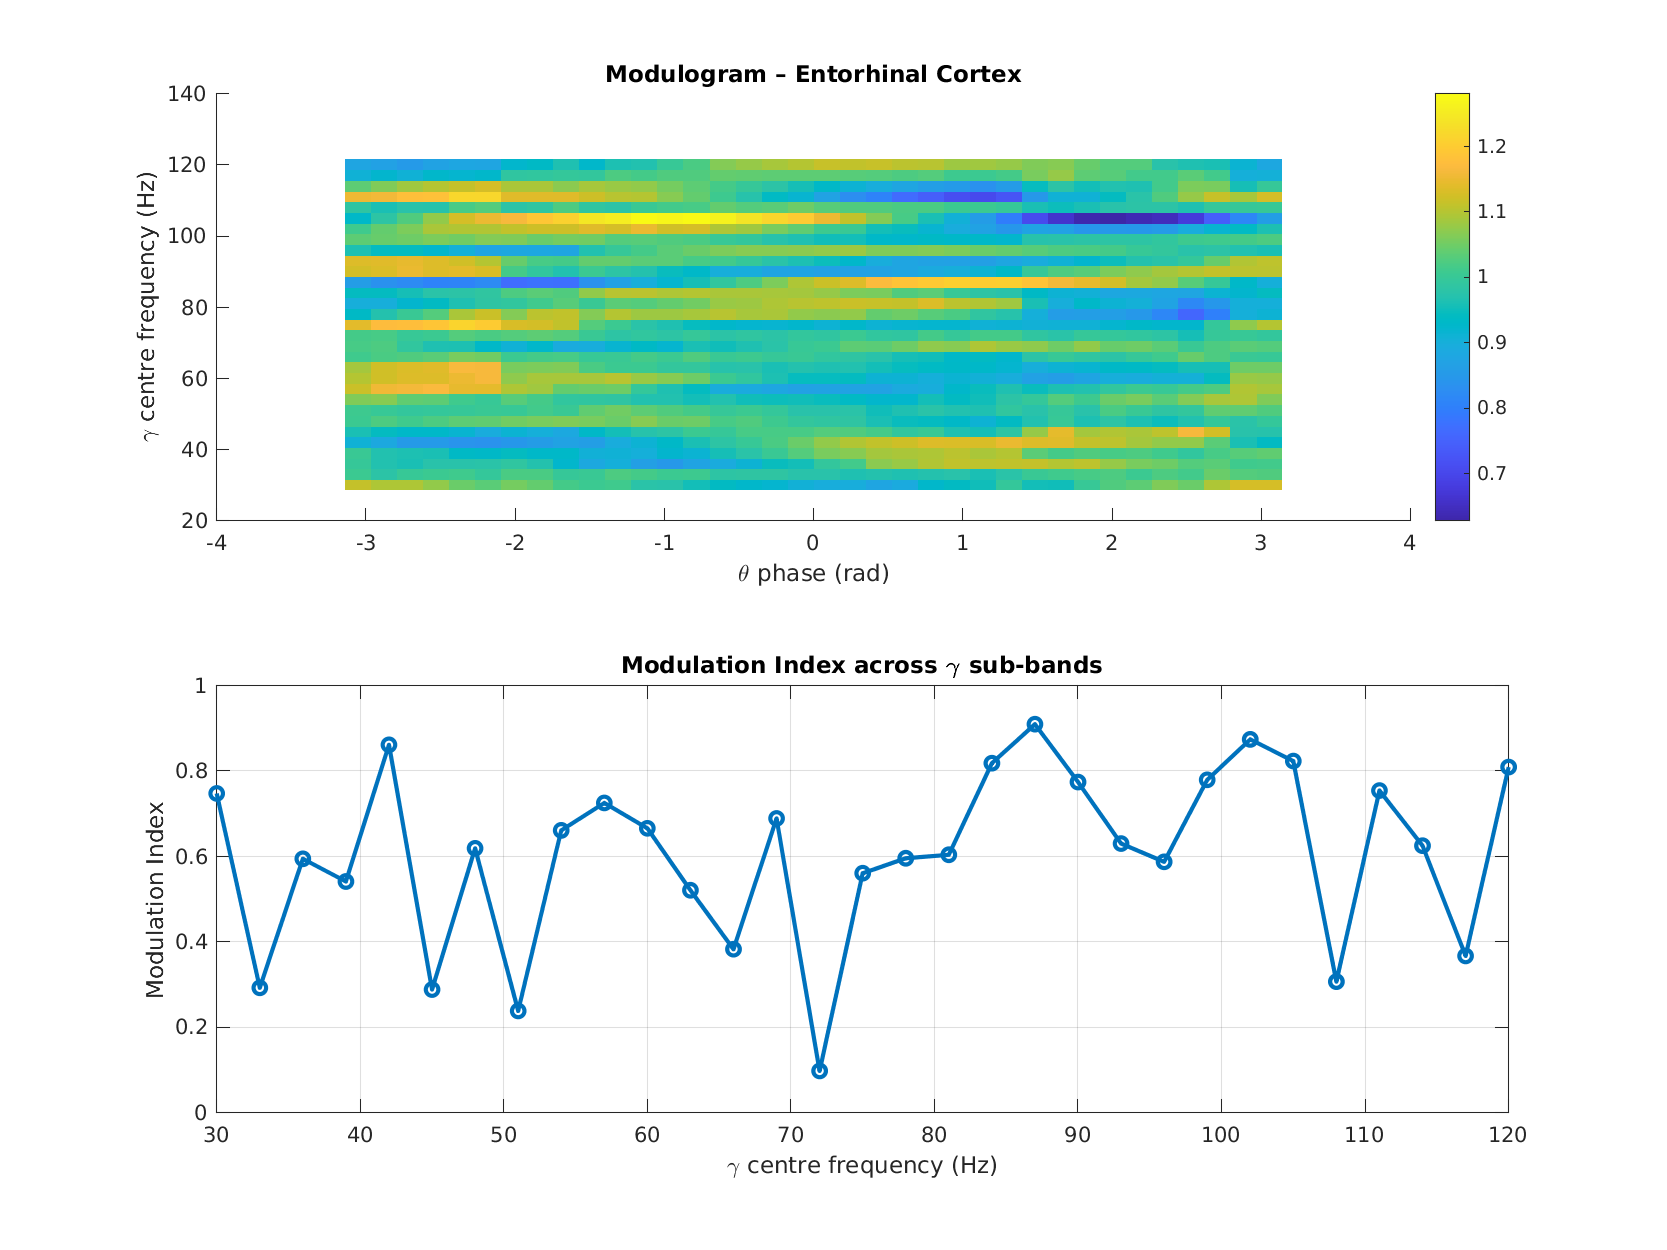 Modulogram – Entorhinal Cortex
140
120
100
80
60
40
20
γ centre frequency (Hz)
-4 -3 -2 -1 0 1 2 3 4
θ phase (rad)
1.2
1.1
1
0.9
0.8
0.7
Modulation Index across γ sub-bands
1
0.8
0.6
0.4
0.2
0
Modulation Index
30 40 50 60 70 80 90 100 110 120
γ centre frequency (Hz)